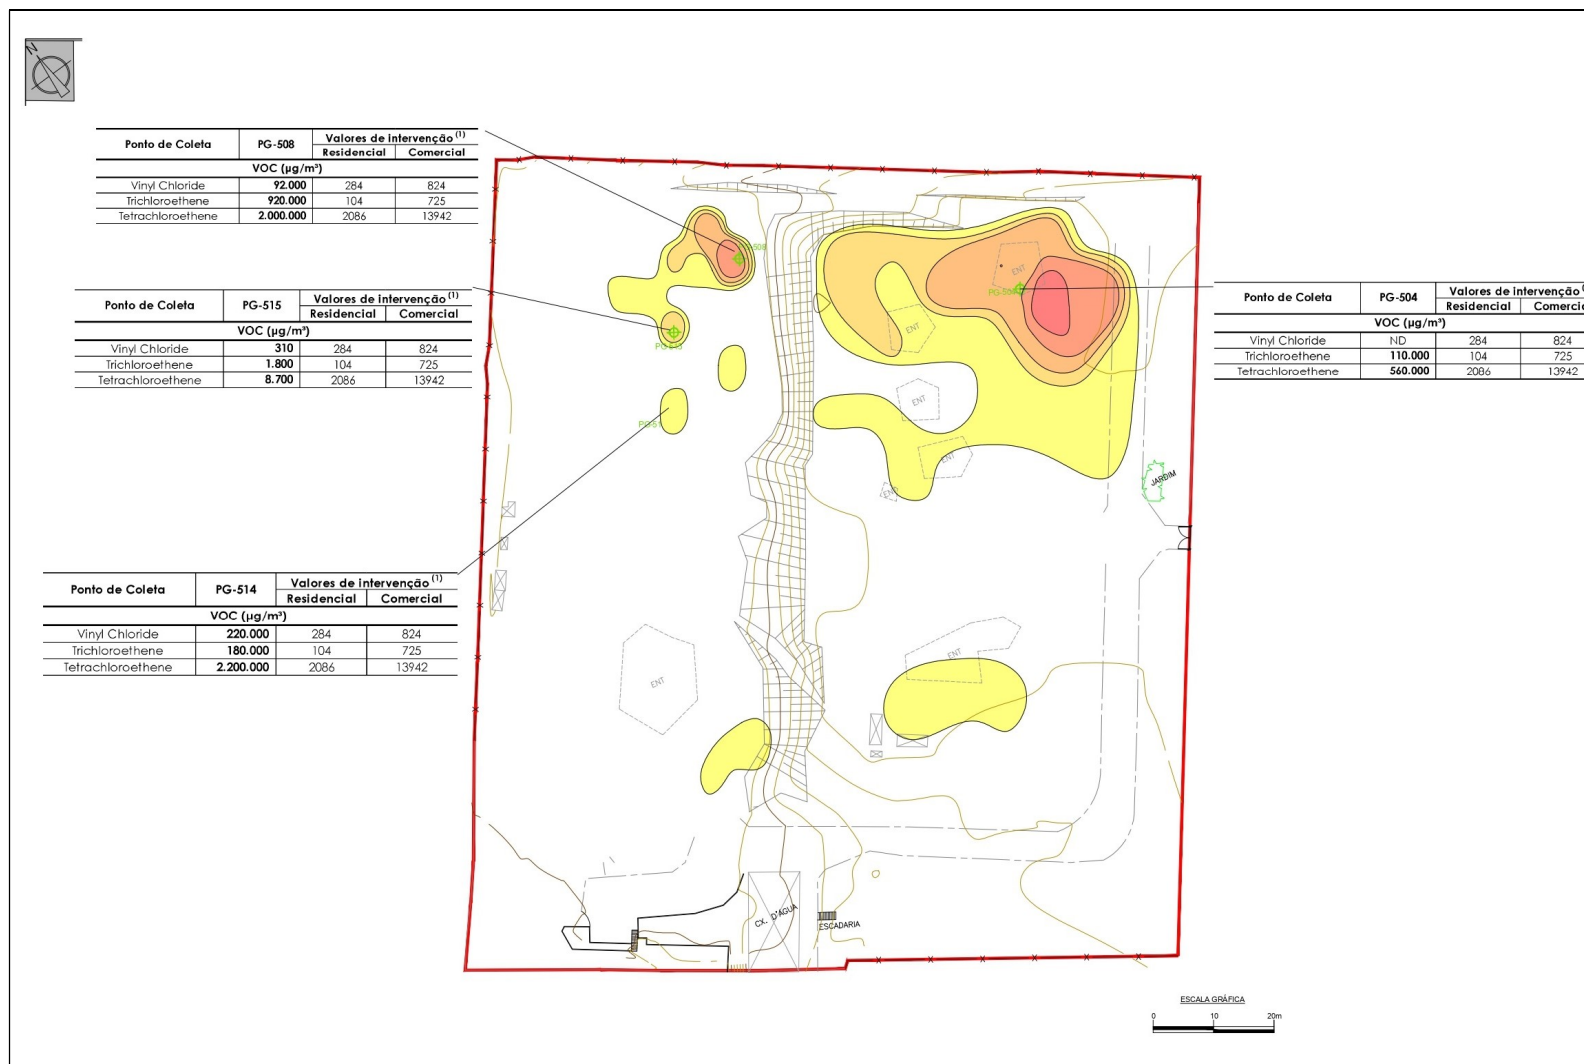 N
Ponto de Coleta PG-508 Valores de intervenção (1)
Residencial Comercial
VOC (µg/m³)
Vinyl Chloride 92.000 284 824
Trichloroethene 920.000 104 725
Tetrachloroethene 2.000.000 2086 13942
Ponto de Coleta PG-515 Valores de intervenção (1)
Residencial Comercial
VOC (µg/m³)
Vinyl Chloride 310 284 824
Trichloroethene 1.800 104 725
Tetrachloroethene 8.700 2086 13942
Ponto de Coleta PG-504 Valores de intervenção (
Residencial Comercia
VOC (µg/m³)
Vinyl Chloride ND 284 824
Trichloroethene 110.000 104 725
Tetrachloroethene 560.000 2086 13942
Ponto de Coleta PG-514 Valores de intervenção (1)
Residencial Comercial
VOC (µg/m³)
Vinyl Chloride 220.000 284 824
Trichloroethene 180.000 104 725
Tetrachloroethene 2.200.000 2086 13942
ENT
ENT
PG-515
ENT
PG-51
ENT
ENT
JARDIM
ENT
ENT
CX. D'AGUA
ESCADARIA
ESCALA GRÁFICA
0 10 20m